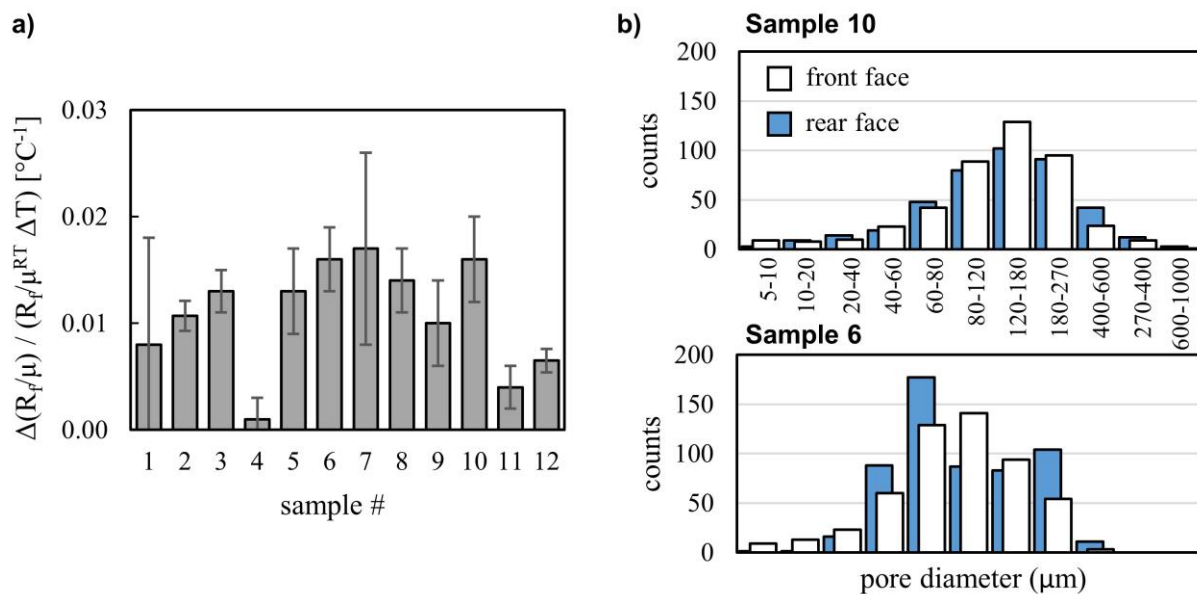 a)
Δ(R_f/μ) / (R_f/μ^RT ΔT) [°C^-1]
0.03
0.02
0.01
0.00
1 2 3 4 5 6 7 8 9 10 11 12
sample #
b)
Sample 10
counts
200
150
100
50
0
front face
rear face
5-10
10-20
20-40
40-60
60-80
80-120
120-180
180-270
400-600
270-400
600-1000
Sample 6
counts
200
150
100
50
0
pore diameter (μm)